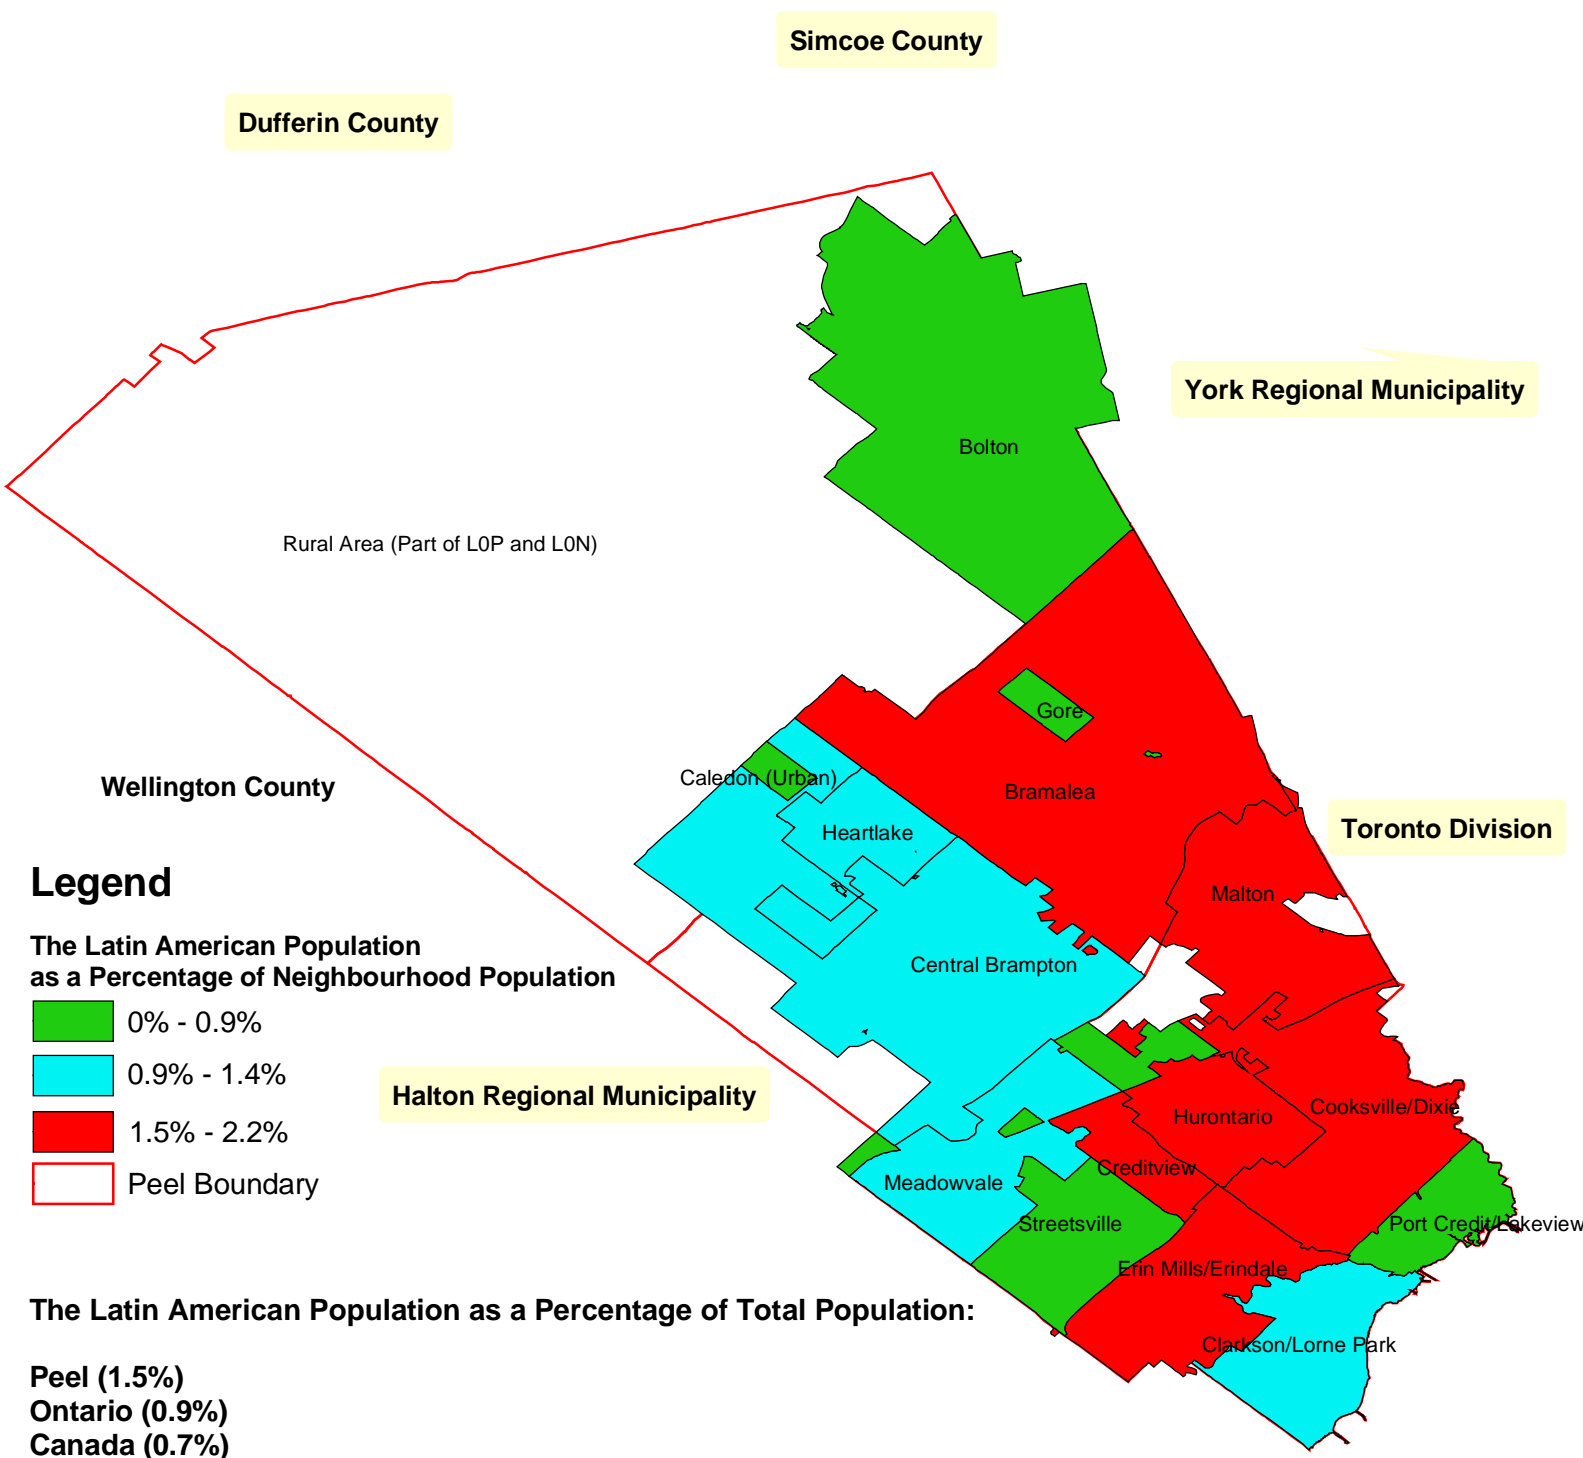 Simcoe County
Dufferin County
York Regional Municipality
Bolton
Rural Area (Part of L0P and L0N)
Gore
Caledon (Urban)
Wellington County
Bramalea
Heartlake
Toronto Division
Legend
Malton
The Latin American Population
as a Percentage of Neighbourhood Population
Central Brampton
0% - 0.9%
0.9% - 1.4%
Halton Regional Municipality
Hurontario
Cooksville/Dixie
1.5% - 2.2%
Creditview
Peel Boundary
Meadowvale
Streetsville
Port Credit/Lakeview
Erin Mills/Erindale
The Latin American Population as a Percentage of Total Population:
Clarkson/Lorne Park
Peel (1.5%)
Ontario (0.9%)
Canada (0.7%)